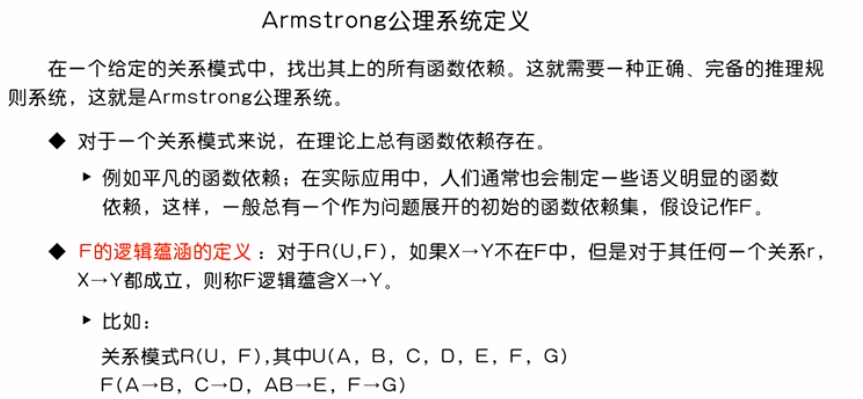 Armstrong公理系统定义
在一个给定的关系模式中，找出其上的所有函数依赖。这就需要一种正确、完备的推理规
则系统，这就是Armstrong公理系统。
◆ 对于一个关系模式来说，在理论上总有函数依赖存在。
▶ 例如平凡的函数依赖；在实际应用中，人们通常也会制定一些语义明显的函数
依赖，这样，一般总有一个作为问题展开的初始的函数依赖集，假设记作F。
◆ F的逻辑蕴涵的定义：对于R(U,F)，如果X→Y不在F中，但是对于其任何一个关系r，
X→Y都成立，则称F逻辑蕴含X→Y。
▶ 比如：
关系模式R(U，F),其中U(A，B，C，D，E，F，G)
F(A→B，C→D，AB→E，F→G)